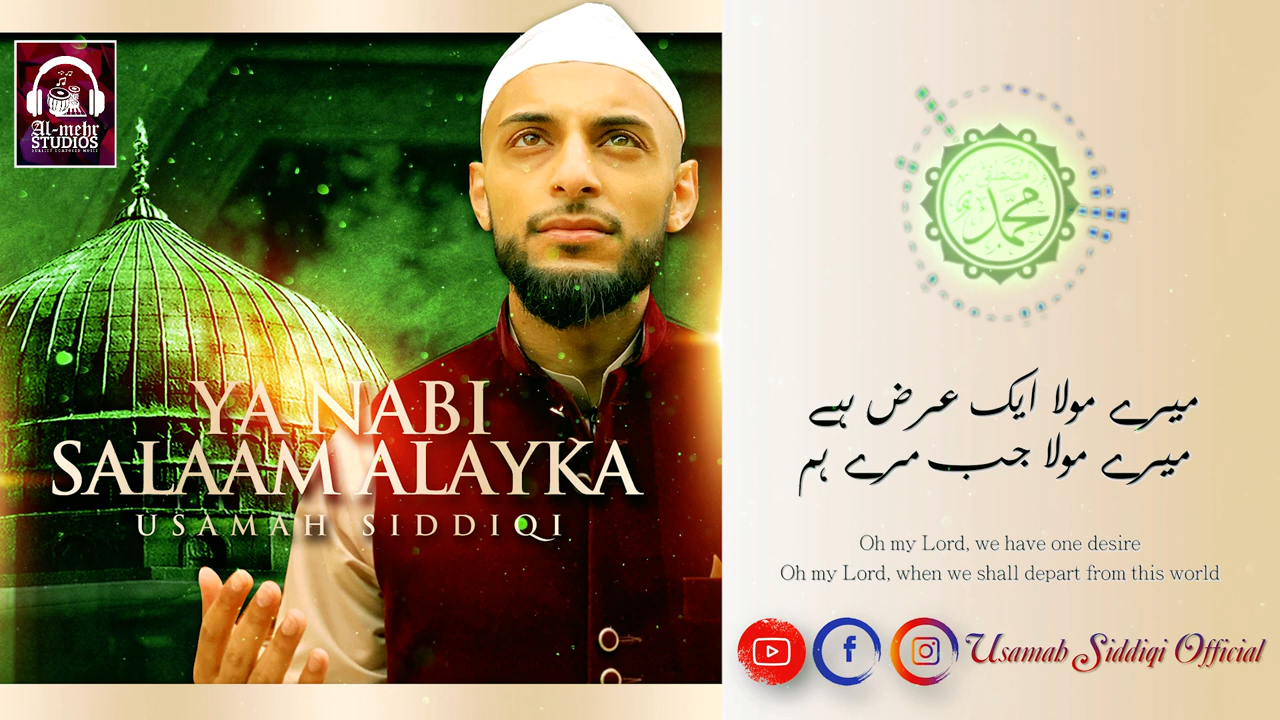 Al-mehr
STUDIOS
YA NABI
SALAAM ALAYKA
USAMAH SIDDIQI
مصطفی
محمد
میرے مولا ایک عرض ہے
میرے مولا جب مرے ہم
Oh my Lord, we have one desire
Oh my Lord, when we shall depart from this world
Usamah Siddiqi Official